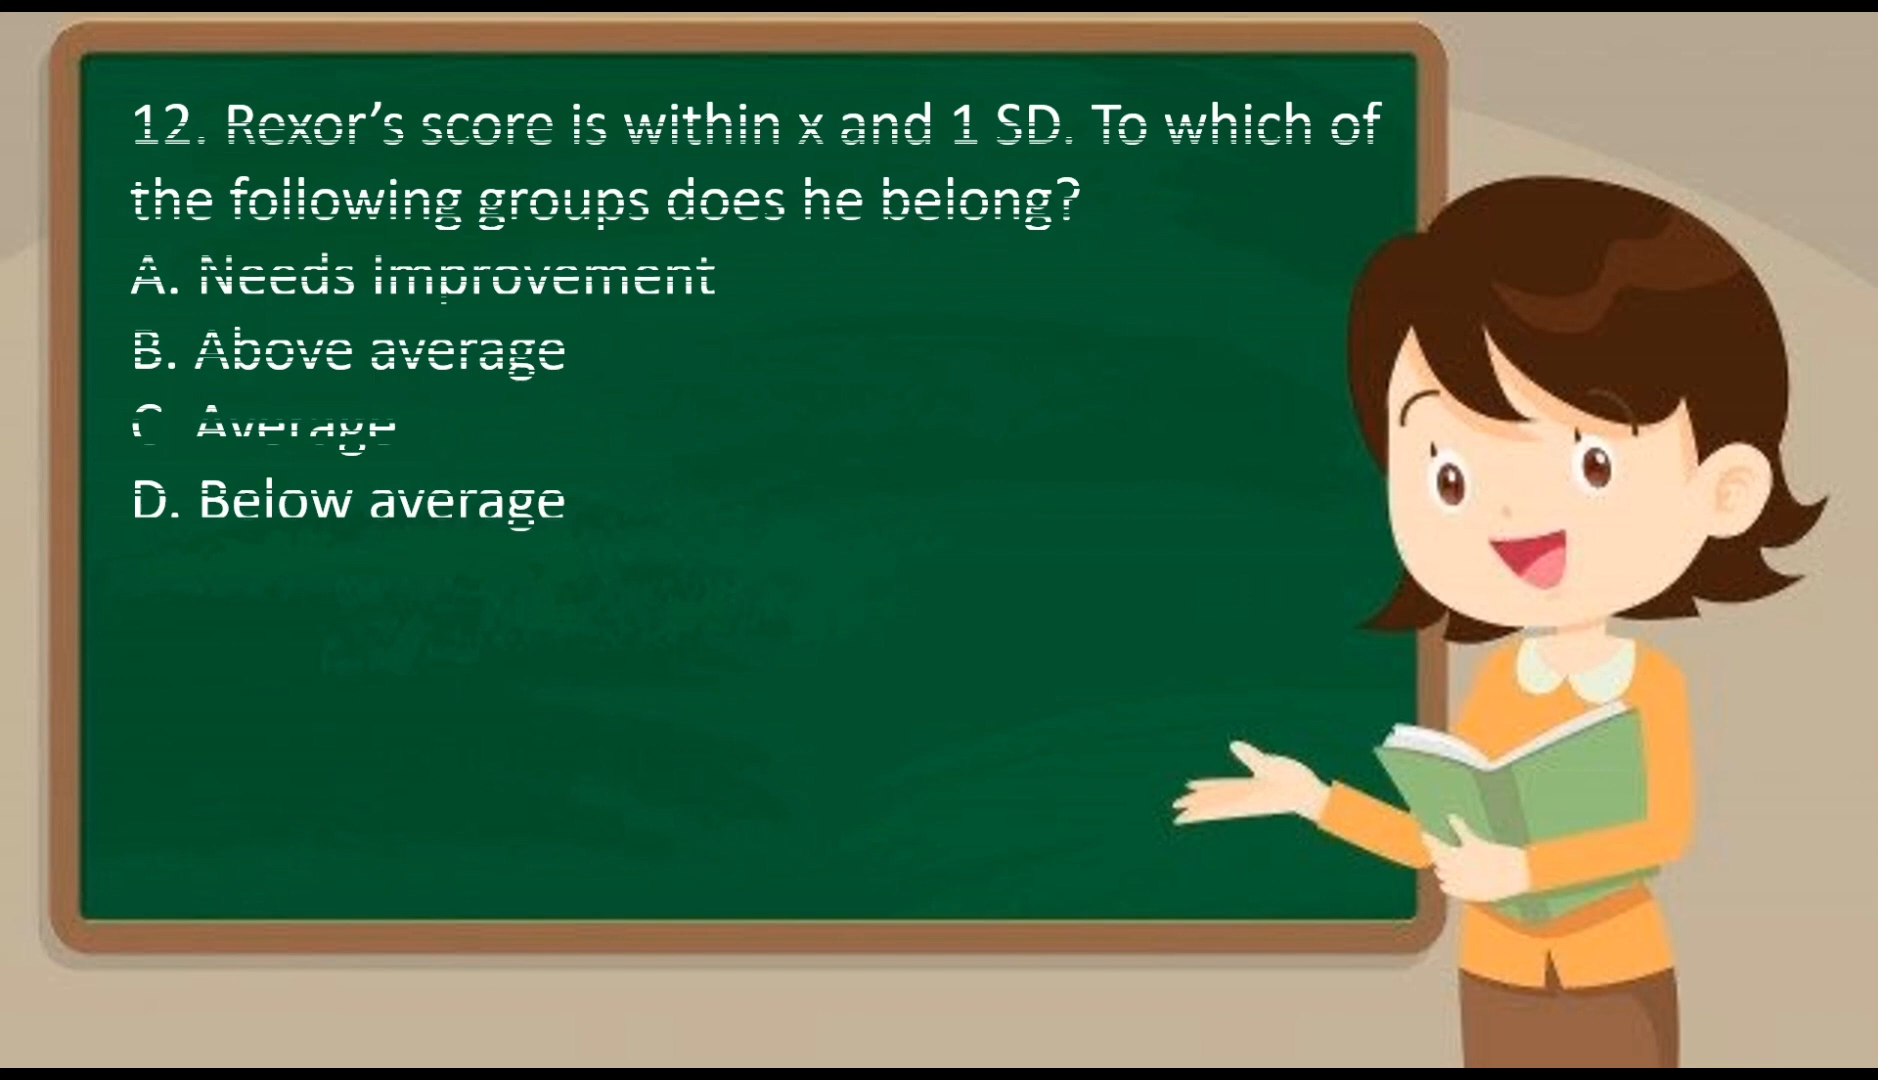 12. Rexor’s score is within x and 1 SD. To which of
the following groups does he belong?
A. Needs improvement
B. Above average
C Average
D. Below average